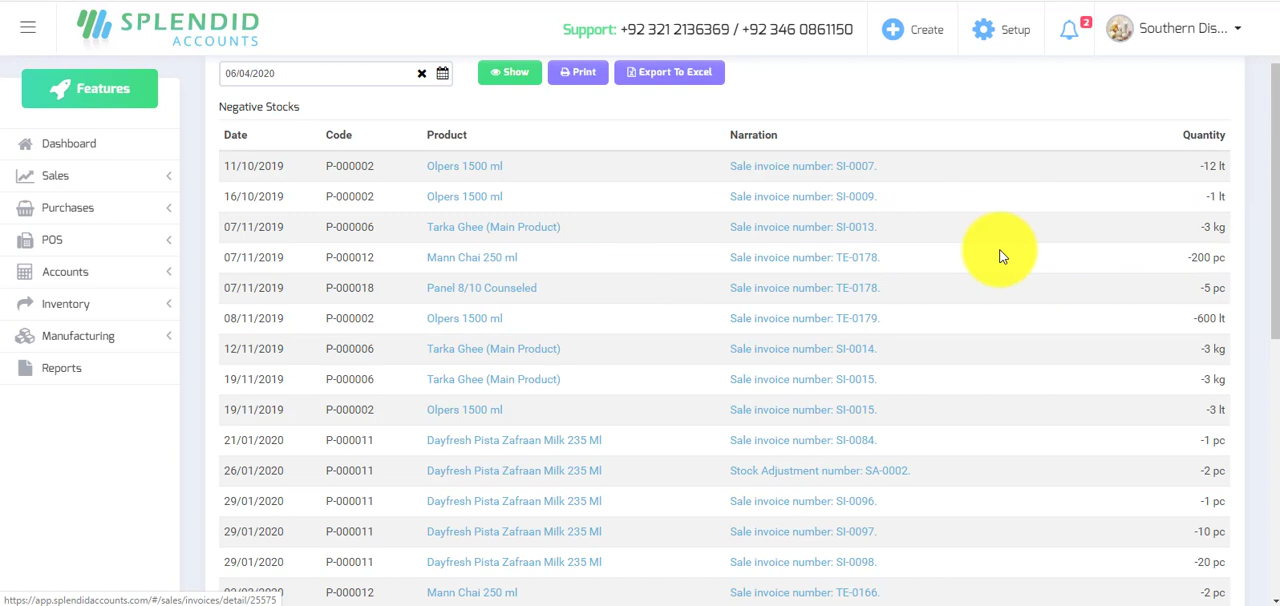 SPLENDID
ACCOUNTS
Support: +92 321 2136369 / +92 346 0861150
Create
Setup
2
Southern Dis...
Features
Dashboard
Sales
Purchases
POS
Accounts
Inventory
Manufacturing
Reports
06/04/2020
Show
Print
Export To Excel
Negative Stocks
Date Code Product Narration Quantity
11/10/2019 P-000002 Olpers 1500 ml Sale invoice number: SI-0007. -12 lt
16/10/2019 P-000002 Olpers 1500 ml Sale invoice number: SI-0009. -1 lt
07/11/2019 P-000006 Tarka Ghee (Main Product) Sale invoice number: SI-0013. -3 kg
07/11/2019 P-000012 Mann Chai 250 ml Sale invoice number: TE-0178. -200 pc
07/11/2019 P-000018 Panel 8/10 Counseled Sale invoice number: TE-0178. -5 pc
08/11/2019 P-000002 Olpers 1500 ml Sale invoice number: TE-0179. -600 lt
12/11/2019 P-000006 Tarka Ghee (Main Product) Sale invoice number: SI-0014. -3 kg
19/11/2019 P-000006 Tarka Ghee (Main Product) Sale invoice number: SI-0015. -3 kg
19/11/2019 P-000002 Olpers 1500 ml Sale invoice number: SI-0015. -3 lt
21/01/2020 P-000011 Dayfresh Pista Zafraan Milk 235 Ml Sale invoice number: SI-0084. -1 pc
26/01/2020 P-000011 Dayfresh Pista Zafraan Milk 235 Ml Stock Adjustment number: SA-0002. -2 pc
29/01/2020 P-000011 Dayfresh Pista Zafraan Milk 235 Ml Sale invoice number: SI-0096. -1 pc
29/01/2020 P-000011 Dayfresh Pista Zafraan Milk 235 Ml Sale invoice number: SI-0097. -10 pc
29/01/2020 P-000011 Dayfresh Pista Zafraan Milk 235 Ml Sale invoice number: SI-0098. -20 pc
P-000012 Mann Chai 250 ml Sale invoice number: TE-0166. -2 pc
https://app.splendidaccounts.com/#/sales/invoices/detail/25575